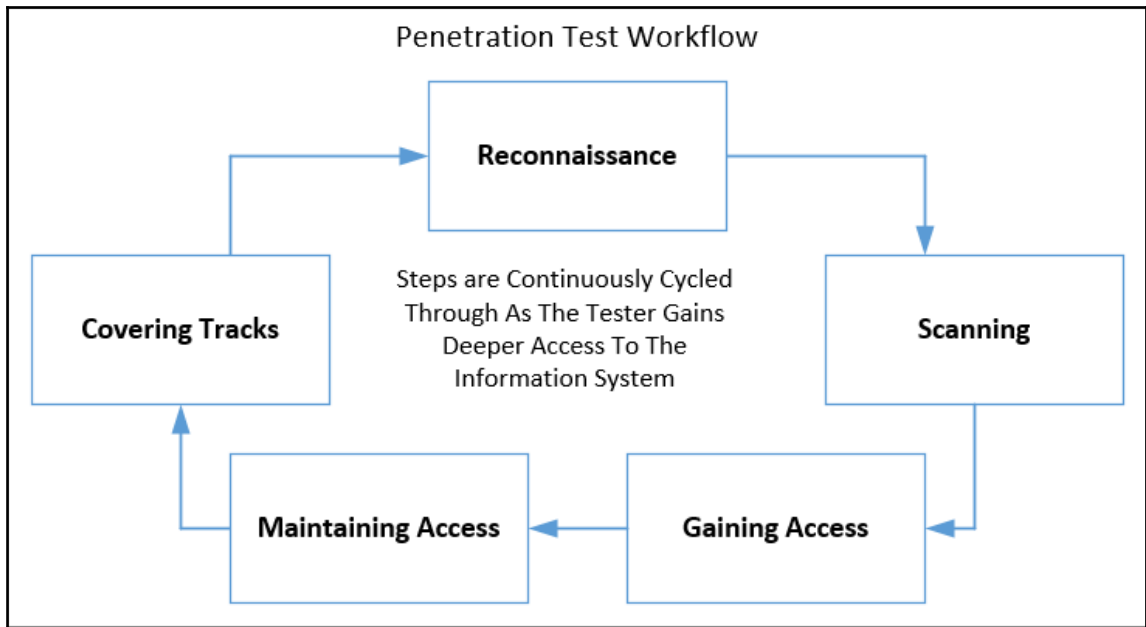 Penetration Test Workflow
Reconnaissance
Steps are Continuously Cycled
Through As The Tester Gains
Deeper Access To The
Information System
Covering Tracks
Scanning
Maintaining Access
Gaining Access